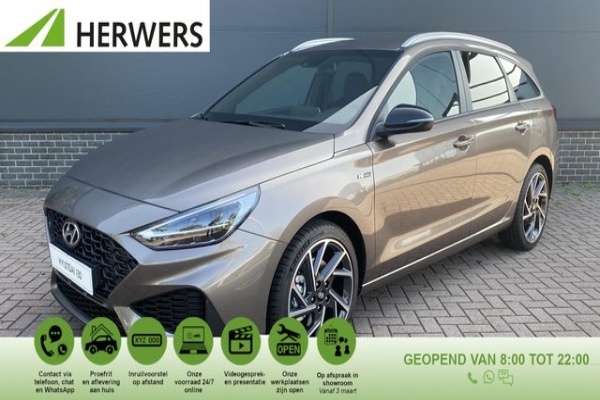 HERWERS
N Line
HYUNDAI i30
XYZ 000
OPEN
Contact via
telefoon, chat
en WhatsApp
Proefrit
en aflevering
aan huis
Inruilvoorstel
op afstand
Onze
voorraad 24/7
online
Videogesprek-
en presentatie
Onze
werkplaatsen
zijn open
Op afspraak in
showroom
Vanaf 3 maart
GEOPEND VAN 8:00 TOT 22:00